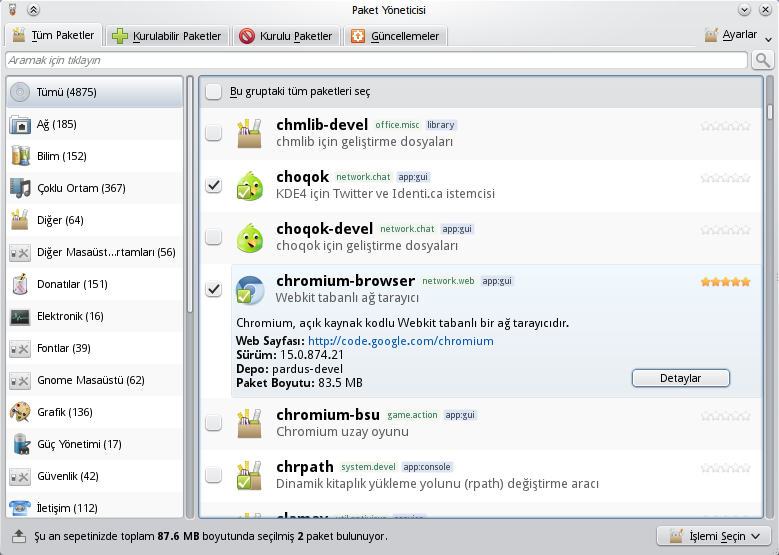 Paket Yöneticisi
Tüm Paketler
Kurulabilir Paketler
Kurulu Paketler
Güncellemeler
Ayarlar
Aramak için tıklayın
Tümü (4875)
Ağ (185)
Bilim (152)
Çoklu Ortam (367)
Diğer (64)
Diğer Masaüst...rtamları (56)
Donatılar (151)
Elektronik (16)
Fontlar (39)
Gnome Masaüstü (62)
Grafik (136)
Güç Yönetimi (17)
Güvenlik (42)
İletişim (112)
Bu gruptaki tüm paketleri seç
chmlib-devel office.misc library
chmlib için geliştirme dosyaları
choqok network.chat app:gui
KDE4 için Twitter ve Identi.ca istemcisi
choqok-devel network.chat app:gui
choqok için geliştirme dosyaları
chromium-browser network.web app:gui
Webkit tabanlı ağ tarayıcı
Chromium, açık kaynak kodlu Webkit tabanlı bir ağ tarayıcıdır.
Web Sayfası: http://code.google.com/chromium
Sürüm: 15.0.874.21
Depo: pardus-devel
Paket Boyutu: 83.5 MB
Detaylar
chromium-bsu game.action app:gui
Chromium uzay oyunu
chrpath system.devel app:console
Dinamik kitaplık yükleme yolunu (rpath) değiştirme aracı
Şu an sepetinizde toplam 87.6 MB boyutunda seçilmiş 2 paket bulunuyor.
İşlemi Seçin